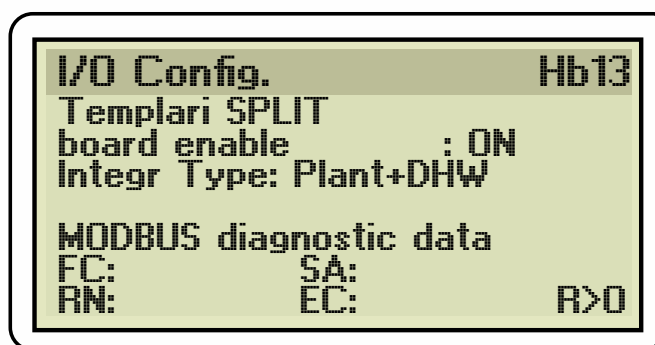 I/O Config. Hb13
Templari SPLIT
board enable : ON
Integr Type: Plant+DHW
MODBUS diagnostic data
FC: SA:
RN: EC: R>0